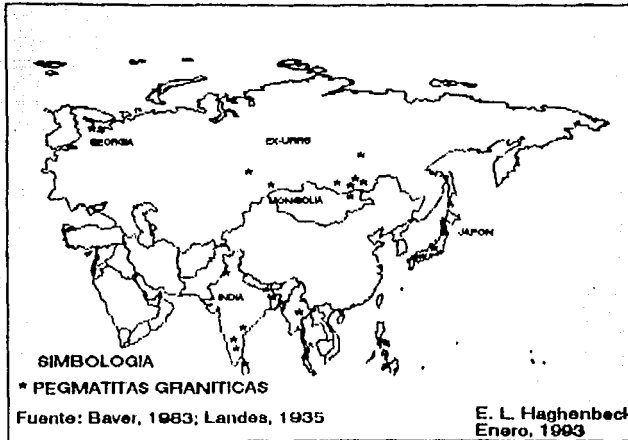 GEORGIA
EX-URRS
MONGOLIA
JAPON
INDIA
SIMBOLOGIA
* PEGMATITAS GRANITICAS
Fuente: Baver, 1983; Landes, 1935
E. L. Haghenbeck
Enero, 1993